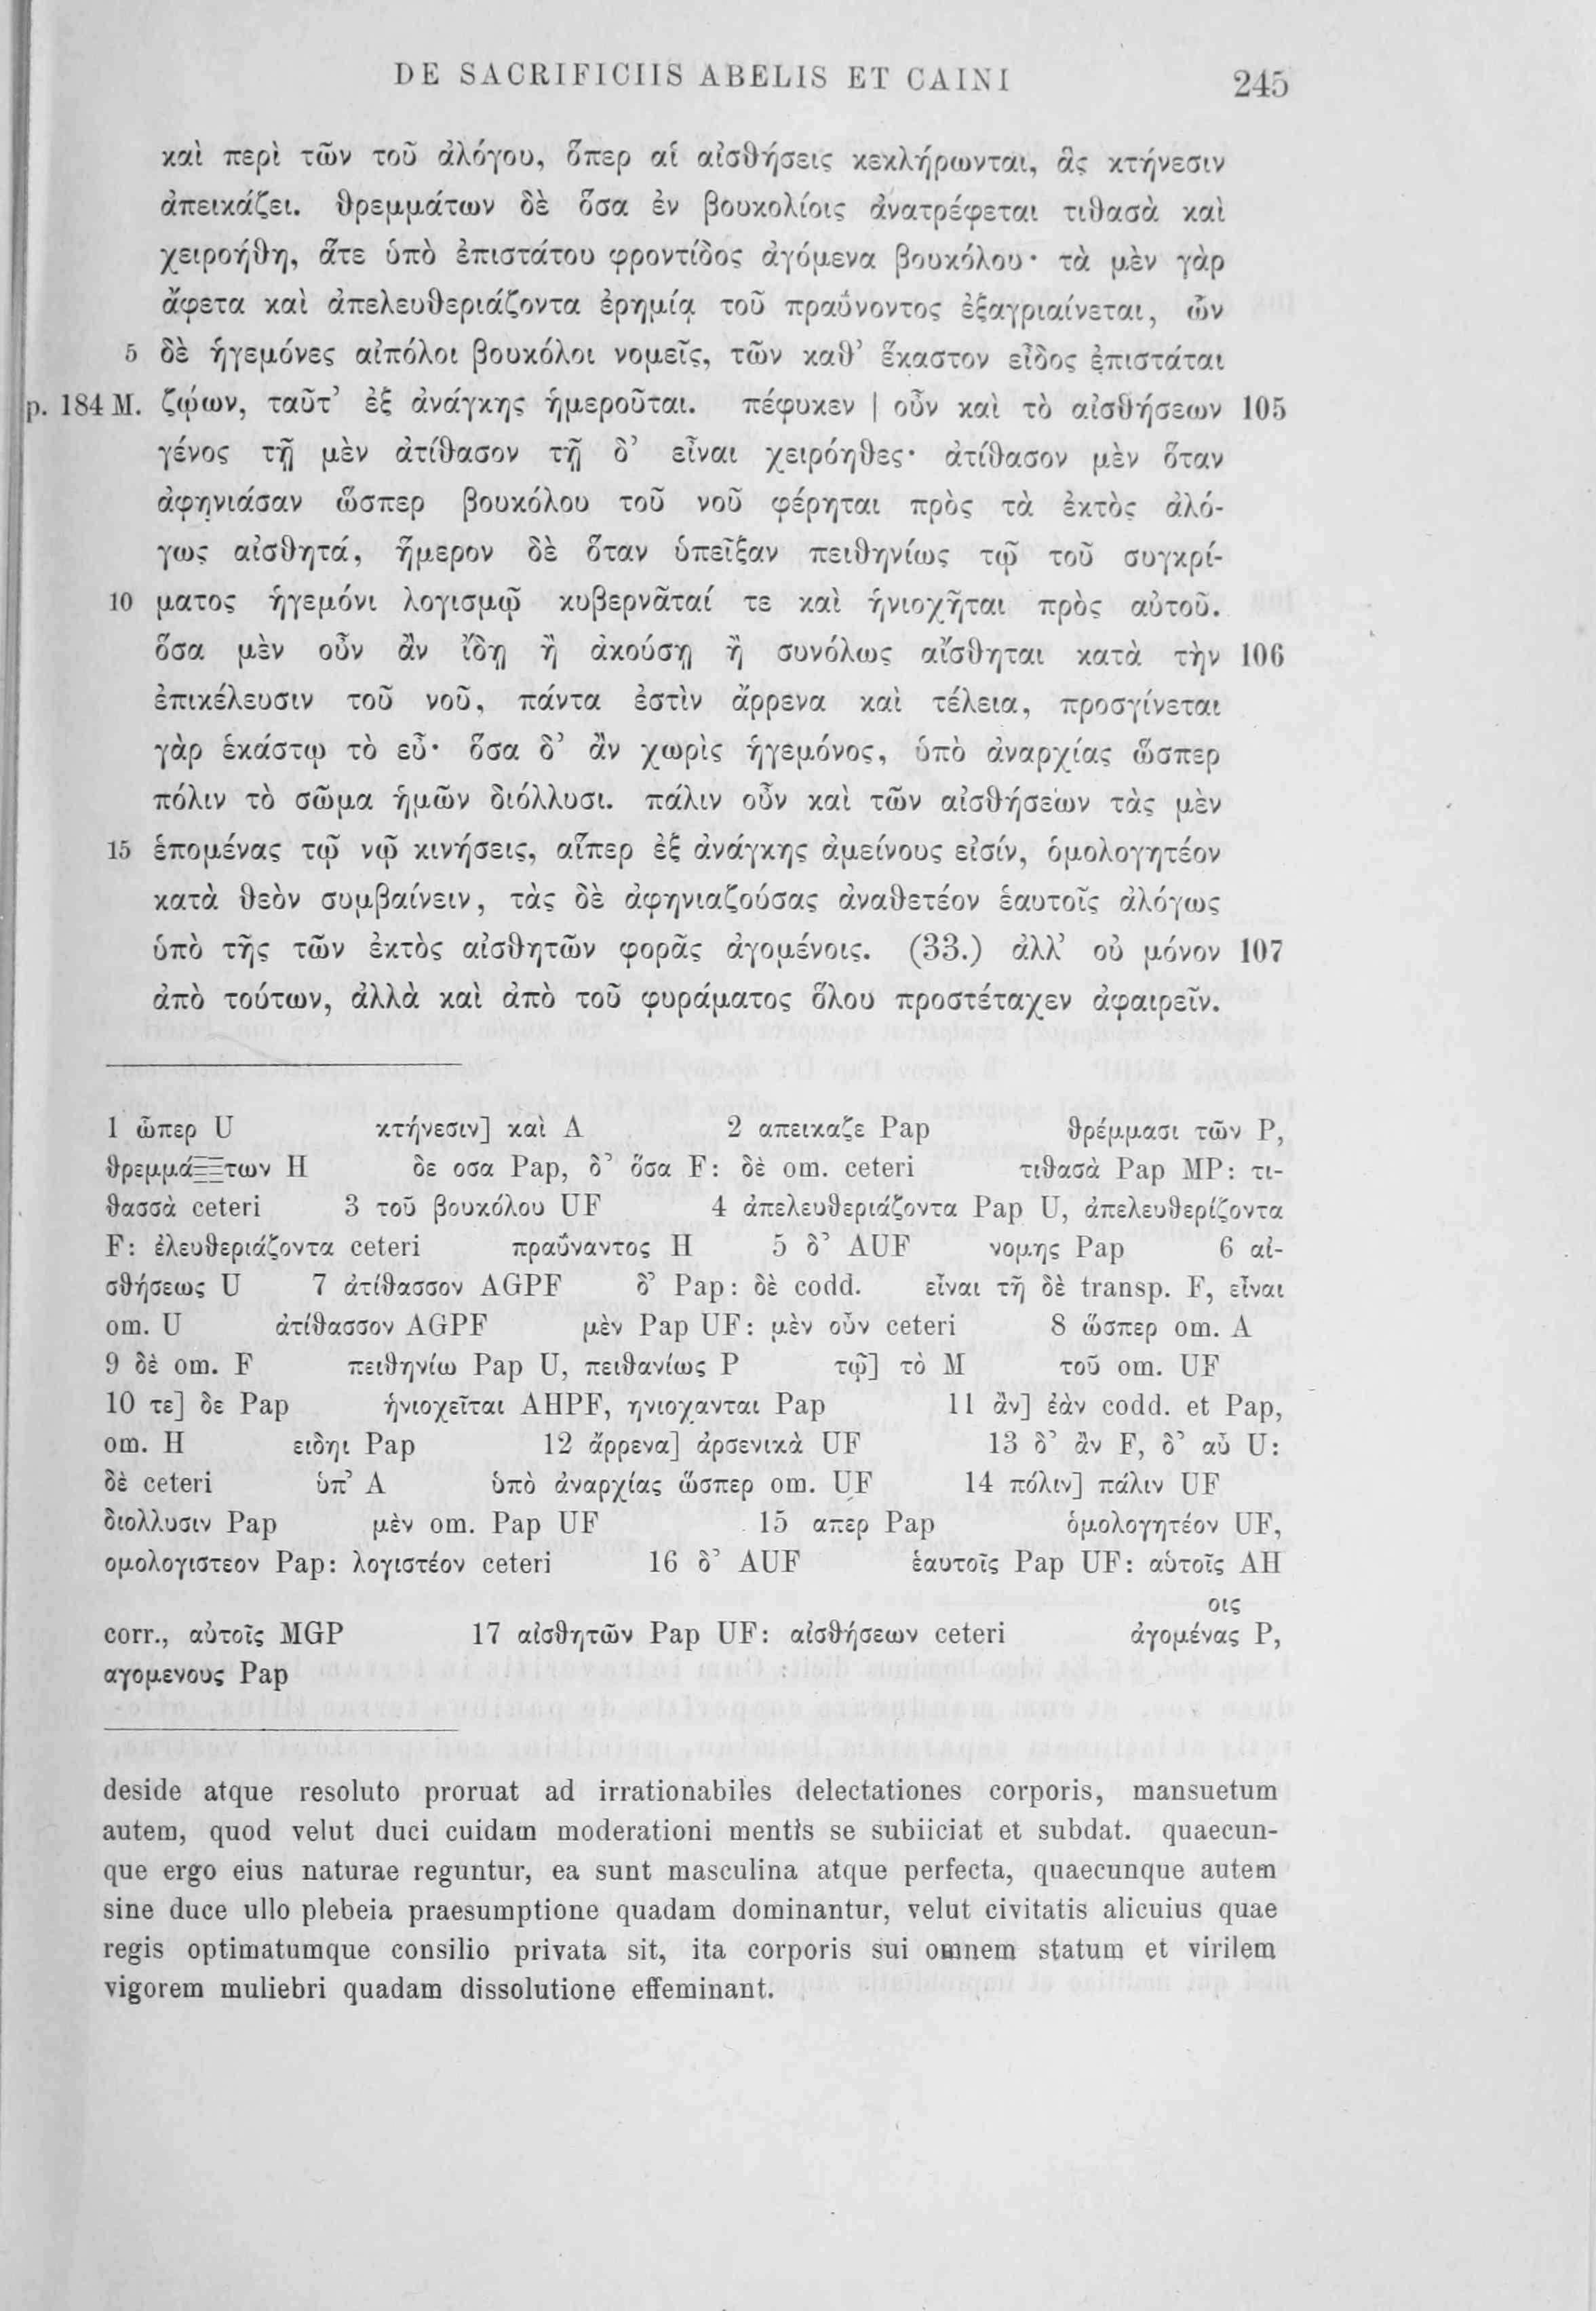 DE SACRIFICIIS ABELIS ET CAINI 245
καὶ περὶ τῶν τοῦ ἀλόγου, ὅπερ αἱ αἰσθήσεις κεκλήρωνται, ἃς κτήνεσιν
ἀπεικάζει. θρεμμάτων δὲ ὅσα ἐν βουκολίοις ἀνατρέφεται τιθασὰ καὶ
χειροήθη, ἅτε ὑπὸ ἐπιστάτου φροντίδος ἀγόμενα βουκόλου· τὰ μὲν γὰρ
ἄφετα καὶ ἀπελευθεριάζοντα ἐρημίᾳ τοῦ πραΰνοντος ἐξαγριαίνεται, ὧν
5 δὲ ἡγεμόνες αἰπόλοι βουκόλοι νομεῖς, τῶν καθ’ ἕκαστον εἶδος ἐπιστάται
p. 184 M. ζῴων, ταῦτ’ ἐξ ἀνάγκης ἡμεροῦται. πέφυκεν | οὖν καὶ τὸ αἰσθήσεων 105
γένος τῇ μὲν ἀτίθασον τῇ δ’ εἶναι χειρόηθες· ἀτίθασον μὲν ὅταν
ἀφηνιάσαν ὥσπερ βουκόλου τοῦ νοῦ φέρηται πρὸς τὰ ἐκτὸς ἀλό-
γως αἰσθητά, ἥμερον δὲ ὅταν ὑπεῖξαν πειθηνίως τῷ τοῦ συγκρί-
10 ματος ἡγεμόνι λογισμῷ κυβερνᾶταί τε καὶ ἡνιοχῆται πρὸς αὐτοῦ.
ὅσα μὲν οὖν ἂν ἴδῃ ἢ ἀκούσῃ ἢ συνόλως αἴσθηται κατὰ τὴν 106
ἐπικέλευσιν τοῦ νοῦ, πάντα ἐστὶν ἄρρενα καὶ τέλεια, προσγίνεται
γὰρ ἑκάστῳ τὸ εὖ· ὅσα δ’ ἂν χωρὶς ἡγεμόνος, ὑπὸ ἀναρχίας ὥσπερ
πόλιν τὸ σῶμα ἡμῶν διόλλυσι. πάλιν οὖν καὶ τῶν αἰσθήσεων τὰς μὲν
15 ἑπομένας τῷ νῷ κινήσεις, αἵπερ ἐξ ἀνάγκης ἀμείνους εἰσίν, ὁμολογητέον
κατὰ θεὸν συμβαίνειν, τὰς δὲ ἀφηνιαζούσας ἀναθετέον ἑαυτοῖς ἀλόγως
ὑπὸ τῆς τῶν ἐκτὸς αἰσθητῶν φορᾶς ἀγομένοις. (33.) ἀλλ’ οὐ μόνον 107
ἀπὸ τούτων, ἀλλὰ καὶ ἀπὸ τοῦ φυράματος ὅλου προστέταχεν ἀφαιρεῖν.
1 ὧπερ U κτήνεσιν] καὶ A 2 απεικαζε Pap θρέμμασι τῶν P,
θρεμμά των H δε οσα Pap, δ’ ὅσα F: δὲ om. ceteri τιθασὰ Pap MP: τι-
θασσὰ ceteri 3 τοῦ βουκόλου UF 4 ἀπελευθεριάζοντα Pap U, ἀπελευθερίζοντα
F: ἐλευθεριάζοντα ceteri πραΰναντος H 5 δ’ AUF νομης Pap 6 αἰ-
σθήσεως U 7 ἀτίθασσον AGPF δ’ Pap: δὲ codd. εἶναι τῇ δὲ transp. F, εἶναι
om. U ἀτίθασσον AGPF μὲν Pap UF: μὲν οὖν ceteri 8 ὥσπερ om. A
9 δὲ om. F πειθηνίω Pap U, πειθανίως P τῷ] τὸ M τοῦ om. UF
10 τε] δε Pap ἡνιοχεῖται AHPF, ηνιοχανται Pap 11 ἂν] ἐὰν codd. et Pap,
om. H ειδηι Pap 12 ἄρρενα] ἀρσενικὰ UF 13 δ’ ἂν F, δ’ αὖ U:
δὲ ceteri ὑπ’ A ὑπὸ ἀναρχίας ὥσπερ om. UF 14 πόλιν] πάλιν UF
διολλυσιν Pap μὲν om. Pap UF 15 απερ Pap ὁμολογητέον UF,
ομολογιστεον Pap: λογιστέον ceteri 16 δ’ AUF ἑαυτοῖς Pap UF: αὑτοῖς AH
οις
corr., αὐτοῖς MGP 17 αἰσθητῶν Pap UF: αἰσθήσεων ceteri ἀγομένας P,
αγομενους Pap
deside atque resoluto proruat ad irrationabiles delectationes corporis, mansuetum
autem, quod velut duci cuidam moderationi mentis se subiiciat et subdat. quaecun-
que ergo eius naturae reguntur, ea sunt masculina atque perfecta, quaecunque autem
sine duce ullo plebeia praesumptione quadam dominantur, velut civitatis alicuius quae
regis optimatumque consilio privata sit, ita corporis sui omnem statum et virilem
vigorem muliebri quadam dissolutione effeminant.